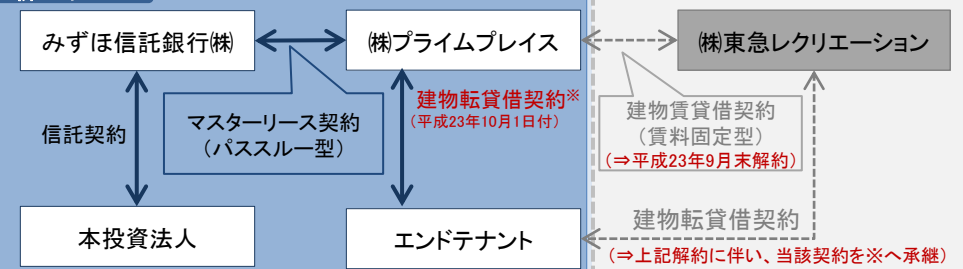 みずほ信託銀行㈱
㈱プライムプレイス
㈱東急レクリエーション
信託契約
マスターリース契約
（パススルー型）
建物転貸借契約※
（平成23年10月1日付）
建物賃貸借契約
（賃料固定型）
（⇒平成23年9月末解約）
本投資法人
エンドテナント
建物転貸借契約
（⇒上記解約に伴い、当該契約を※へ承継）